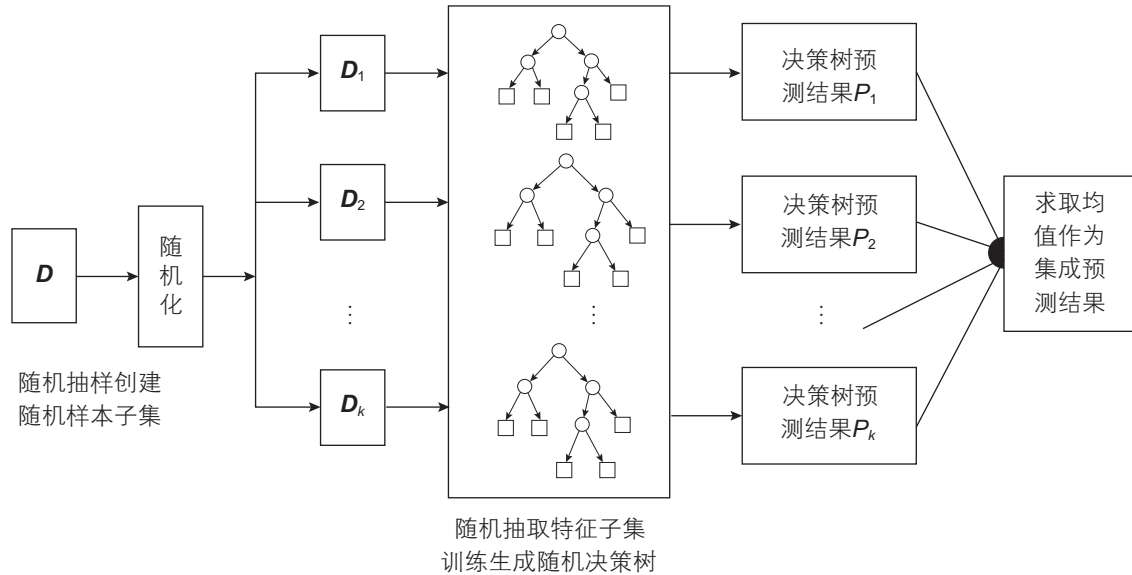 D
随
机
化
随机抽样创建
随机样本子集
D1
D2
⋮
Dk
⋮
随机抽取特征子集
训练生成随机决策树
决策树预
测结果P1
决策树预
测结果P2
⋮
决策树预
测结果Pk
求取均
值作为
集成预
测结果